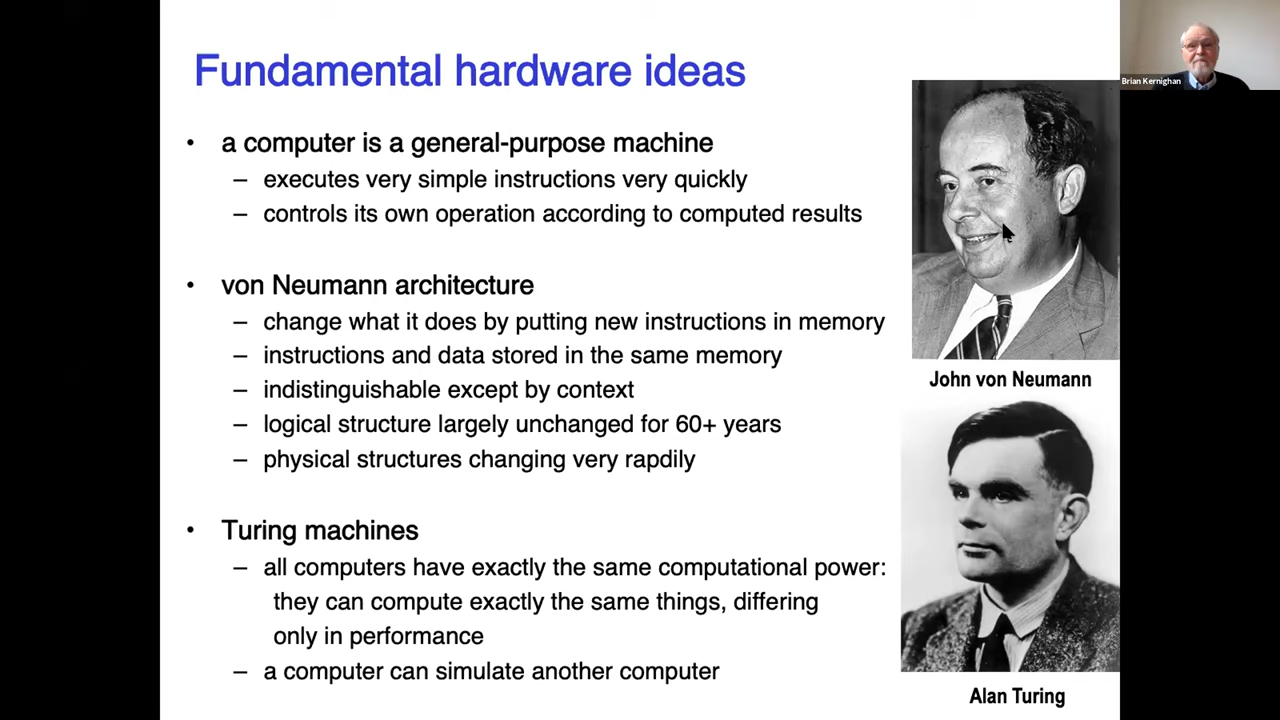 Fundamental hardware ideas
• a computer is a general-purpose machine
– executes very simple instructions very quickly
– controls its own operation according to computed results
• von Neumann architecture
– change what it does by putting new instructions in memory
– instructions and data stored in the same memory
– indistinguishable except by context
– logical structure largely unchanged for 60+ years
– physical structures changing very rapdily
• Turing machines
– all computers have exactly the same computational power:
they can compute exactly the same things, differing
only in performance
– a computer can simulate another computer
John von Neumann
Alan Turing
Brian Kernighan